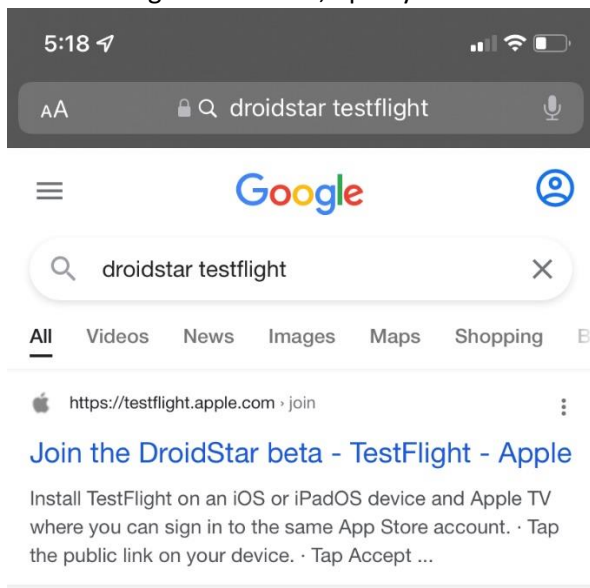 5:18
AA droidstar testflight
Google
droidstar testflight
All Videos News Images Maps Shopping
https://testflight.apple.com › join
Join the DroidStar beta - TestFlight - Apple
Install TestFlight on an iOS or iPadOS device and Apple TV
where you can sign in to the same App Store account. · Tap
the public link on your device. · Tap Accept ...